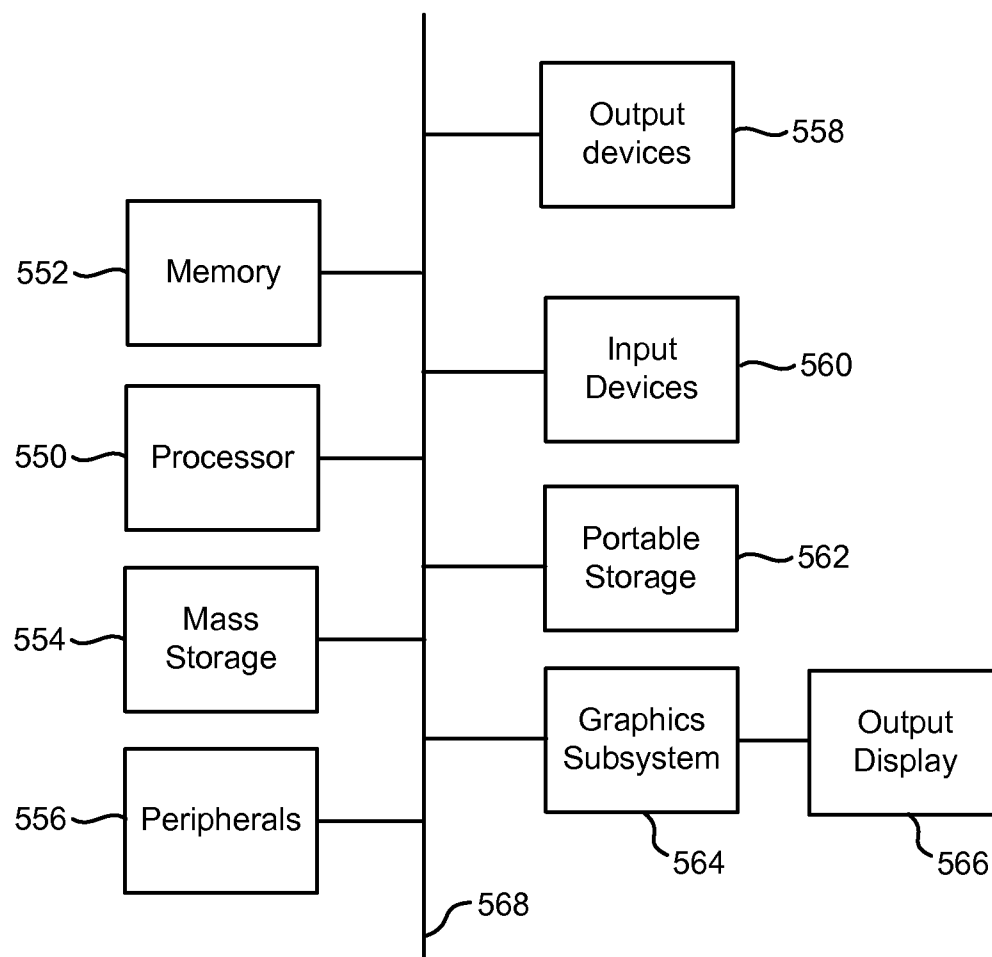 Output
devices
558
552
Memory
Input
Devices
560
550
Processor
Portable
Storage
562
554
Mass
Storage
Graphics
Subsystem
Output
Display
556
Peripherals
564
566
568